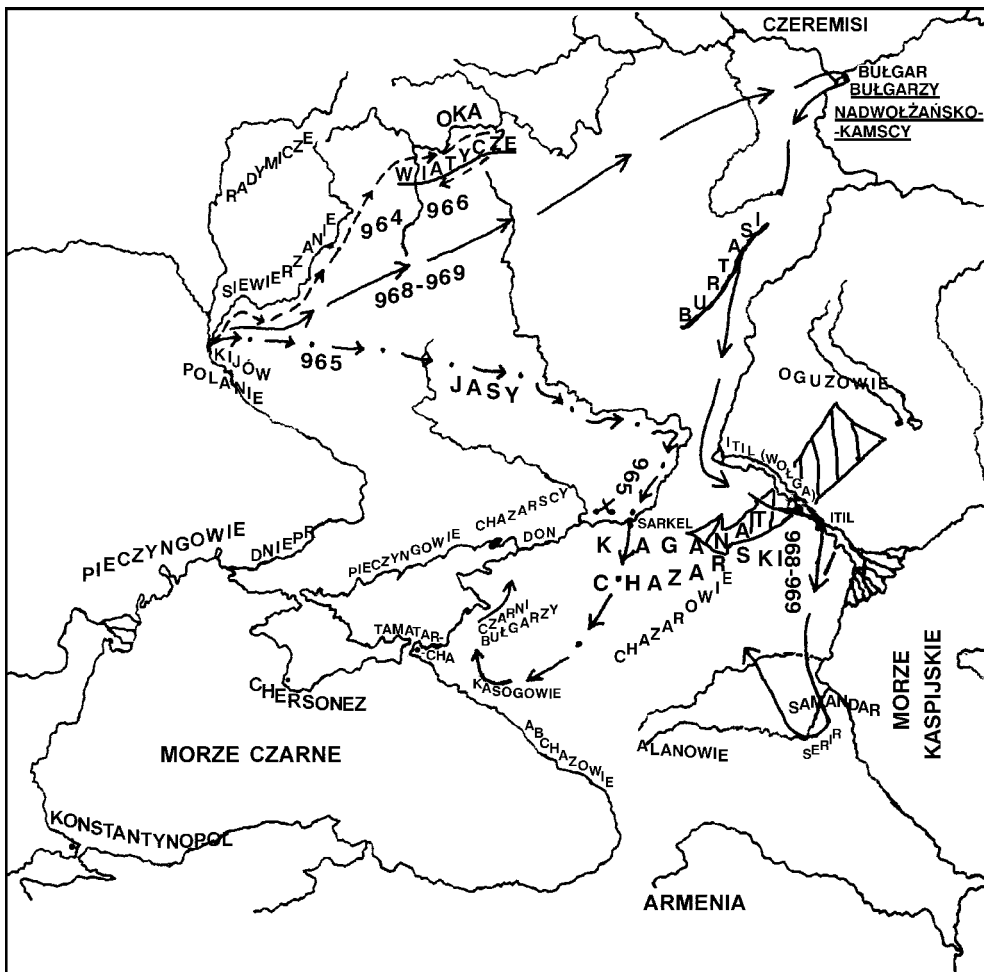 CZEREMISI
BUŁGAR
BUŁGARZY
NADWOŁŻAŃSKO-
-KAMSCY
OKA
WIATYCZE
RADYMICZE
964
966
SIEWIERZANIE
968-969
BURTASI
KIJÓW
POLANIE
965
JASY
OGUZOWIE
ITIL (WOŁGA)
965
PIECZYNGOWIE CHAZARSCY
DON
SARKEL
ITIL
DNIEPR
PIECZYNGOWIE
KAGANAT
CHAZARSKI
968-969
CHAZAROWIE
CZARNI
BUŁGARZY
TAMATAR-
-CHA
KASOGOWIE
CHERSONEZ
SAMANDAR
SERIR
MORZE
KASPIJSKIE
ALANOWIE
ABCHAZOWIE
MORZE CZARNE
KONSTANTYNOPOL
ARMENIA